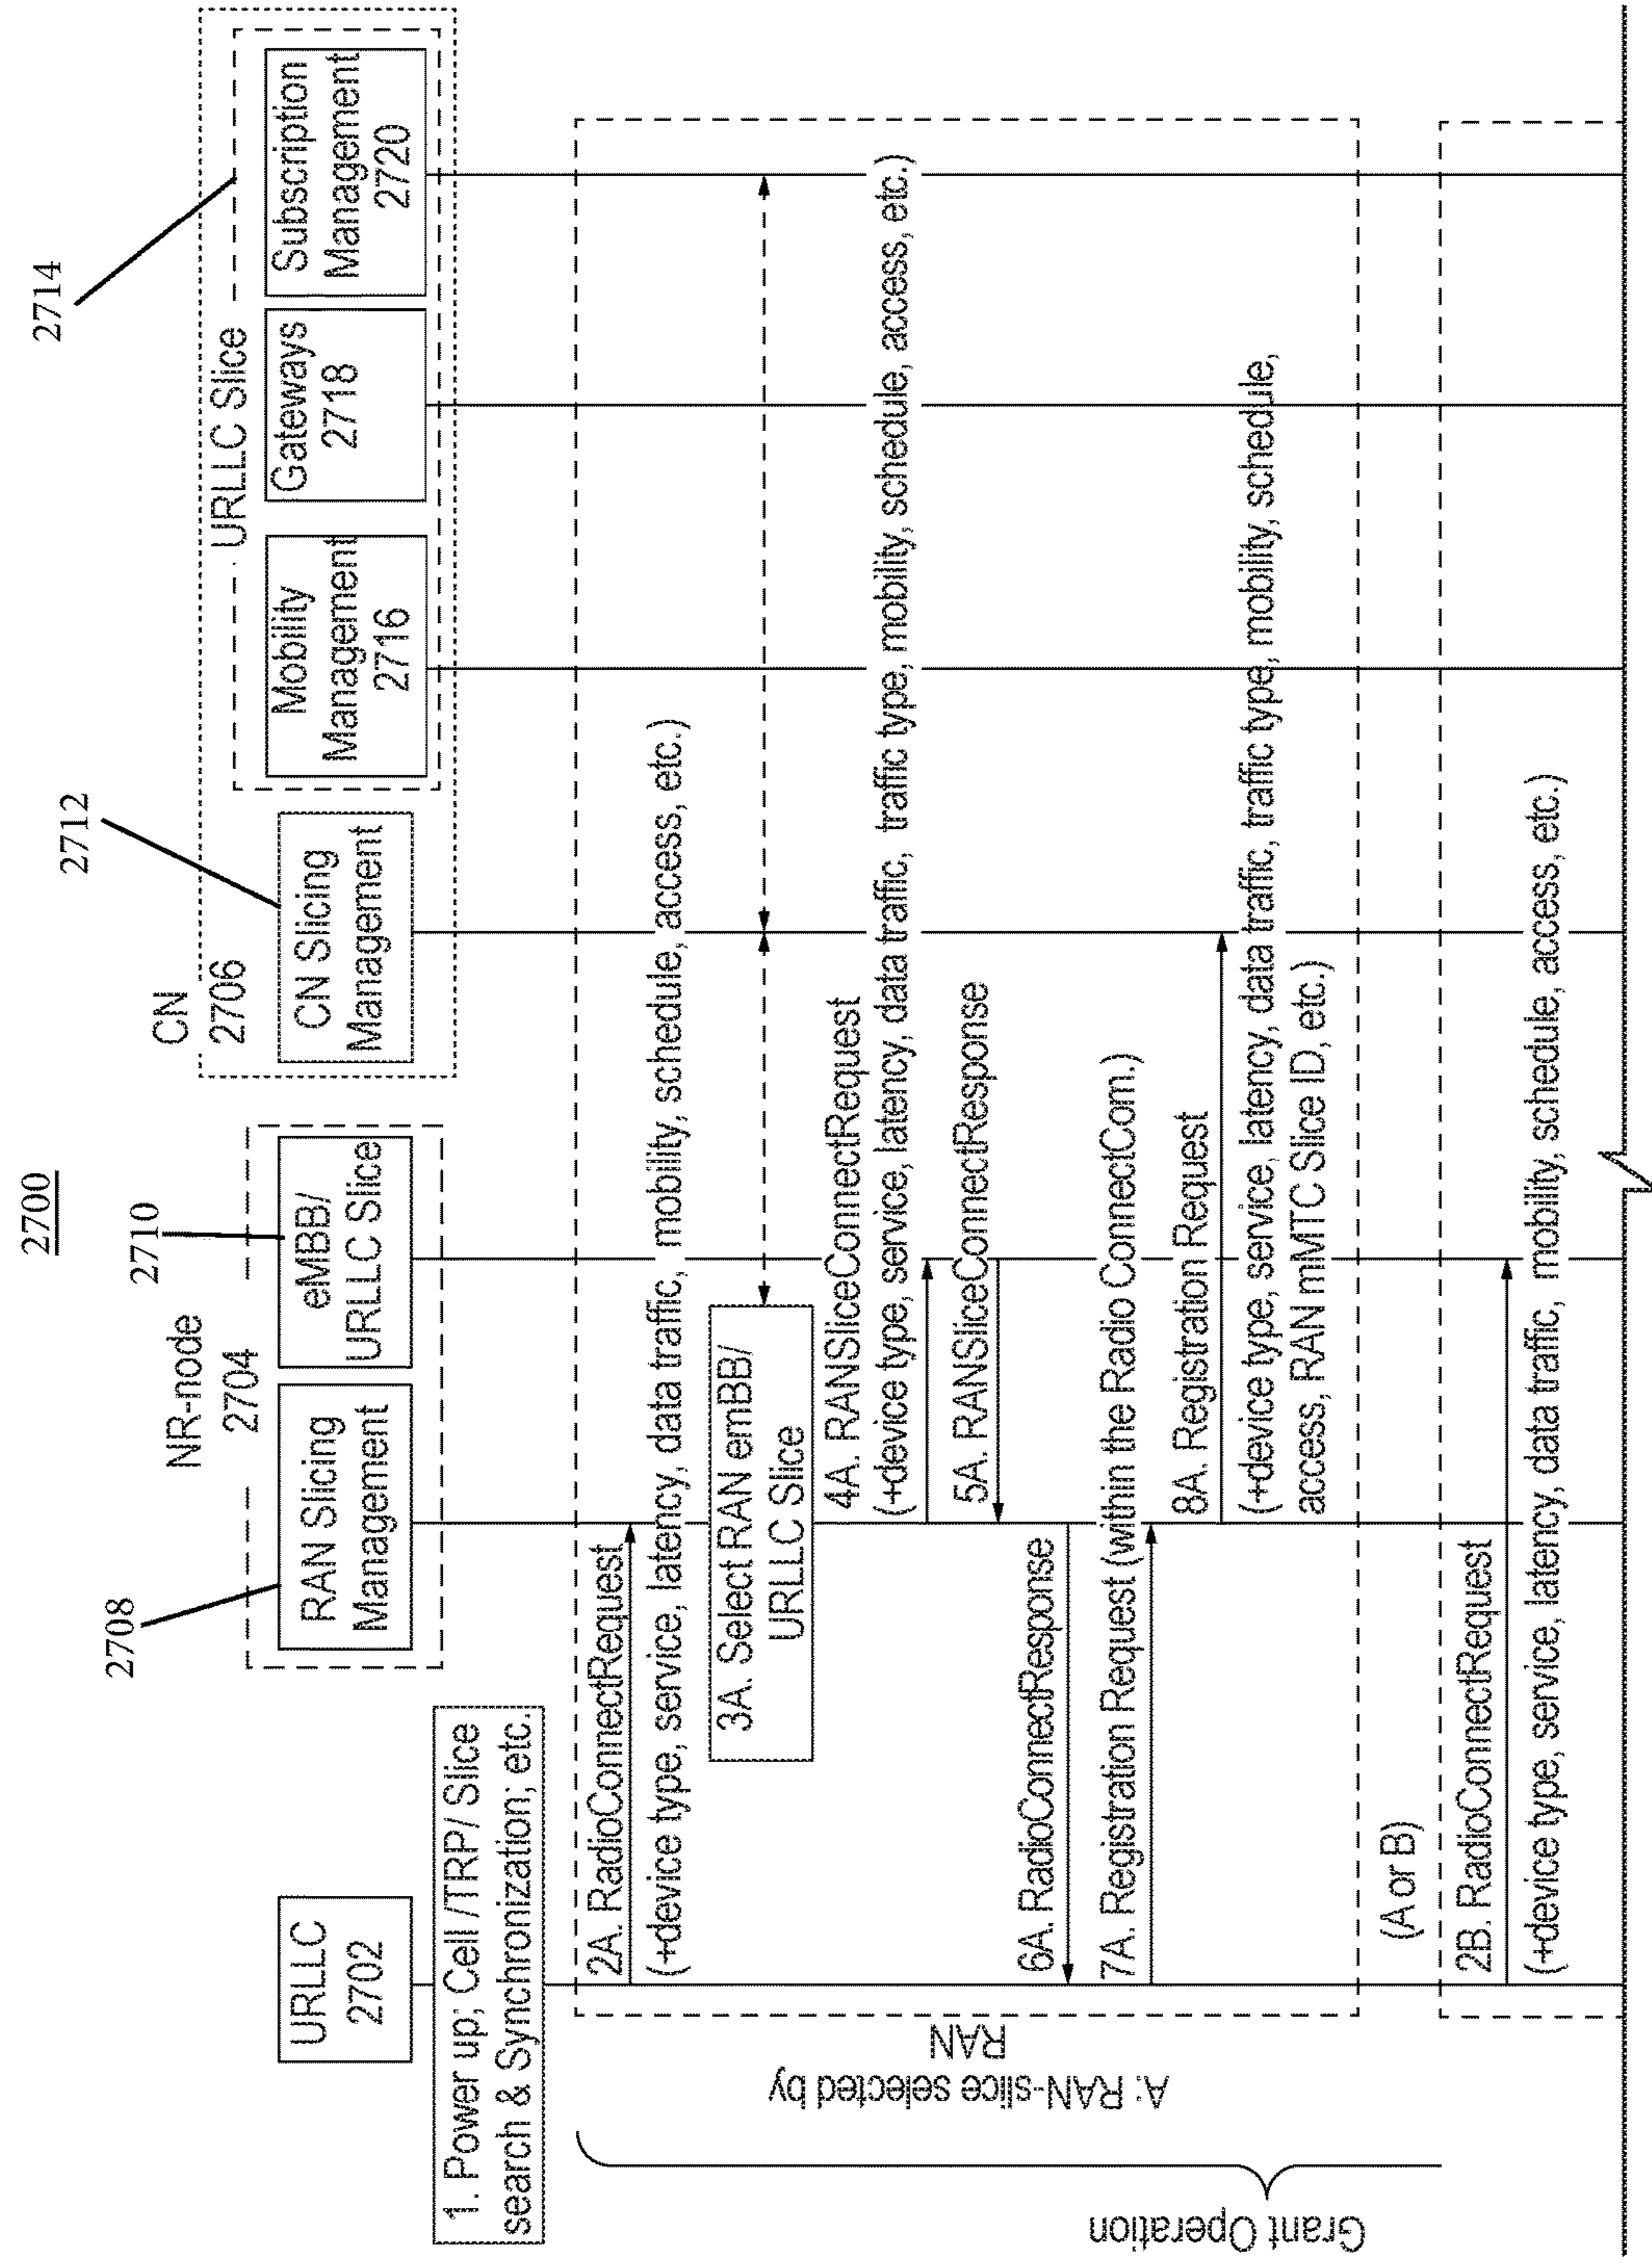 2700
2714
2712
2710
2708
NR-node
2704
CN
2706
URLLC Slice
URLLC
2702
RAN Slicing
Management
eMBB/
URLLC Slice
CN Slicing
Management
Mobility
Management
2716
Gateways
2718
Subscription
Management
2720
1. Power up; Cell /TRP/ Slice
search & Synchronization; etc.
2A. RadioConnectRequest
(+device type, service, latency, data traffic, mobility, schedule, access, etc.)
3A. Select RAN emBB/
URLLC Slice
4A. RANSliceConnectRequest
(+device type, service, latency, data traffic, traffic type, mobility, schedule, access, etc.)
5A. RANSliceConnectResponse
6A. RadioConnectResponse
7A. Registration Request (within the Radio ConnectCom.)
8A. Registration Request
(+device type, service, latency, data traffic, traffic type, mobility, schedule,
access, RAN mMTC Slice ID, etc.)
A: RAN-slice selected by
RAN
Grant Operation
(A or B)
2B. RadioConnectRequest
(+device type, service, latency, data traffic, mobility, schedule, access, etc.)